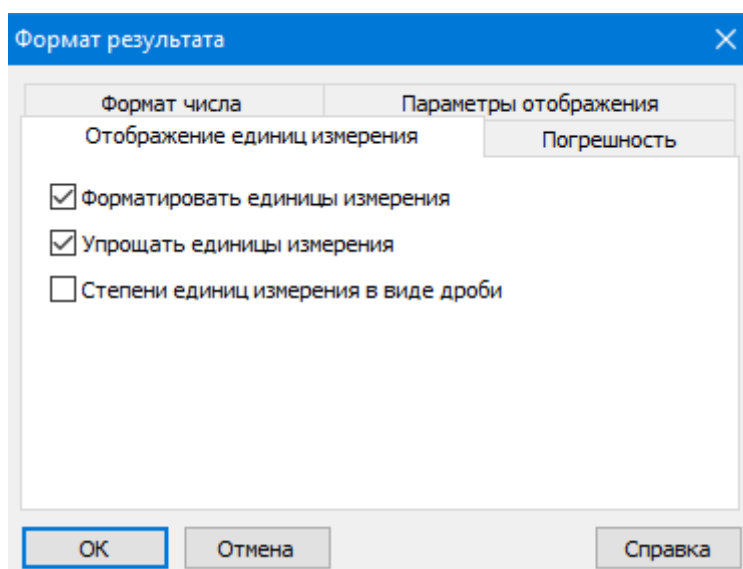 Формат результата
Формат числа
Параметры отображения
Отображение единиц измерения
Погрешность
Форматировать единицы измерения
Упрощать единицы измерения
Степени единиц измерения в виде дроби
OK
Отмена
Справка